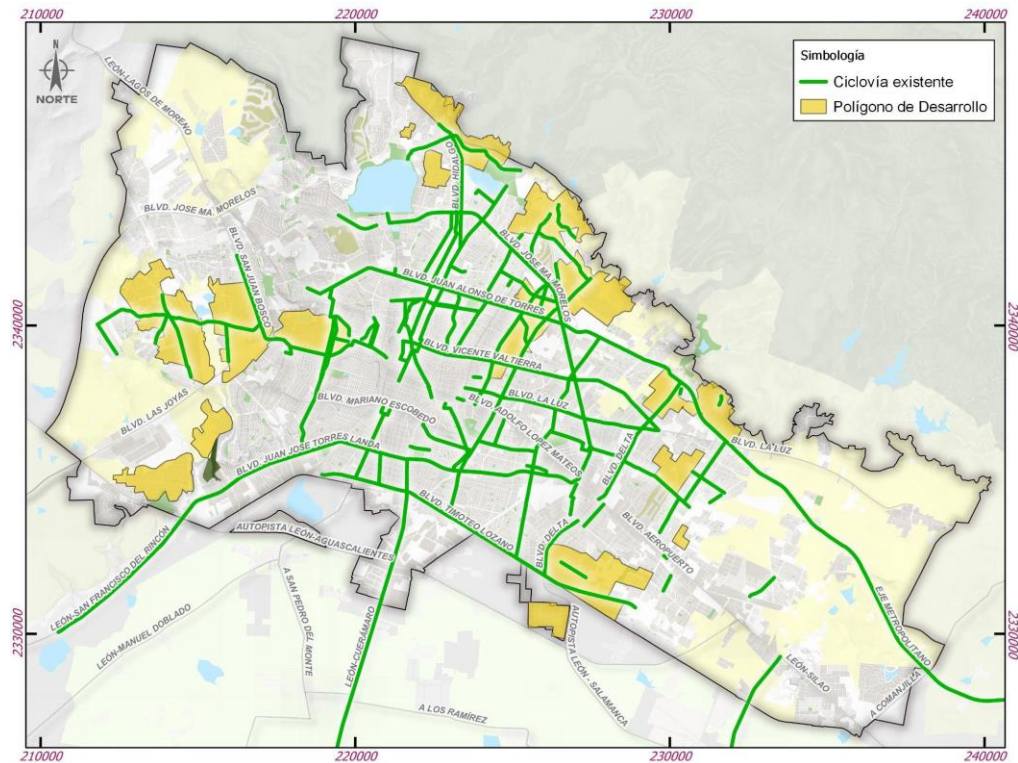 210000
220000
230000
240000
N
NORTE
Simbología
Ciclovía existente
Polígono de Desarrollo
LEÓN-LAGOS DE MORENO
BLVD. HIDALGO
BLVD. JOSE MA. MORELOS
BLVD. SAN JUAN BOSCO
BLVD. JOSE MA. MORELOS
BLVD. JUAN ALONSO DE TORRES
2340000
2340000
BLVD. VICENTE VALTIERRA
BLVD. LAS JOYAS
BLVD. MARIANO ESCOBEDO
BLVD. LA LUZ
BLVD. ADOLFO LOPEZ MATEOS
BLVD. DELTA
BLVD. LA LUZ
BLVD. JUAN JOSE TORRES LANDA
BLVD. TIMOTEO LOZANO
BLVD. DELTA
BLVD. AEROPUERTO
AUTOPISTA LEÓN-AGUASCALIENTES
LEÓN-SAN FRANCISCO DEL RINCÓN
A SAN PEDRO DEL MONTE
LEÓN-MANUEL DOBLADO
LEÓN-CUERÁMARO
AUTOPISTA LEÓN - SALAMANCA
EJE METROPOLITANO
2330000
2330000
LEÓN-SILAO
A COMANJILLA
A LOS RAMÍREZ
210000
220000
230000
240000